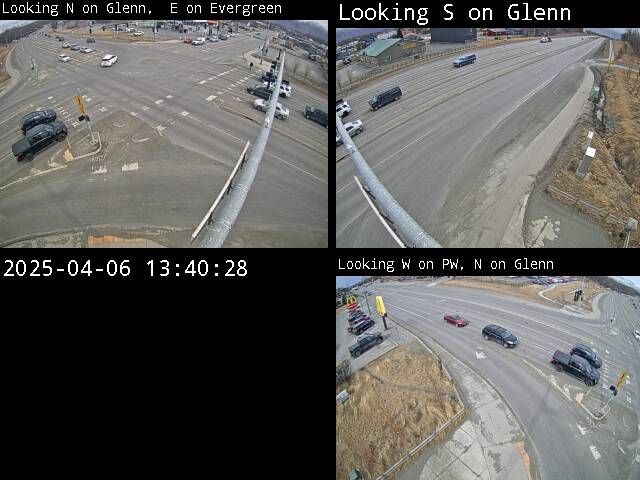 Looking N on Glenn, E on Evergreen
Looking S on Glenn
2025-04-06 13:40:28
Looking W on PW, N on Glenn